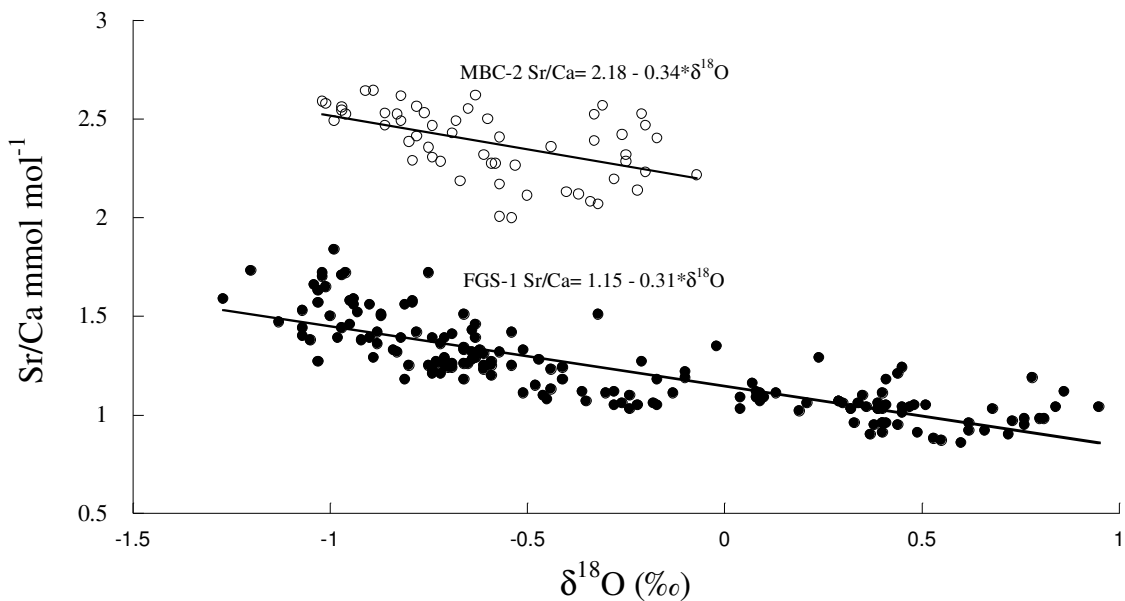 3
MBC-2 Sr/Ca= 2.18 - 0.34*δ¹⁸O
2.5
2
FGS-1 Sr/Ca= 1.15 - 0.31*δ¹⁸O
1.5
1
0.5
Sr/Ca mmol mol⁻¹
-1.5 -1 -0.5 0 0.5 1
δ¹⁸O (‰)